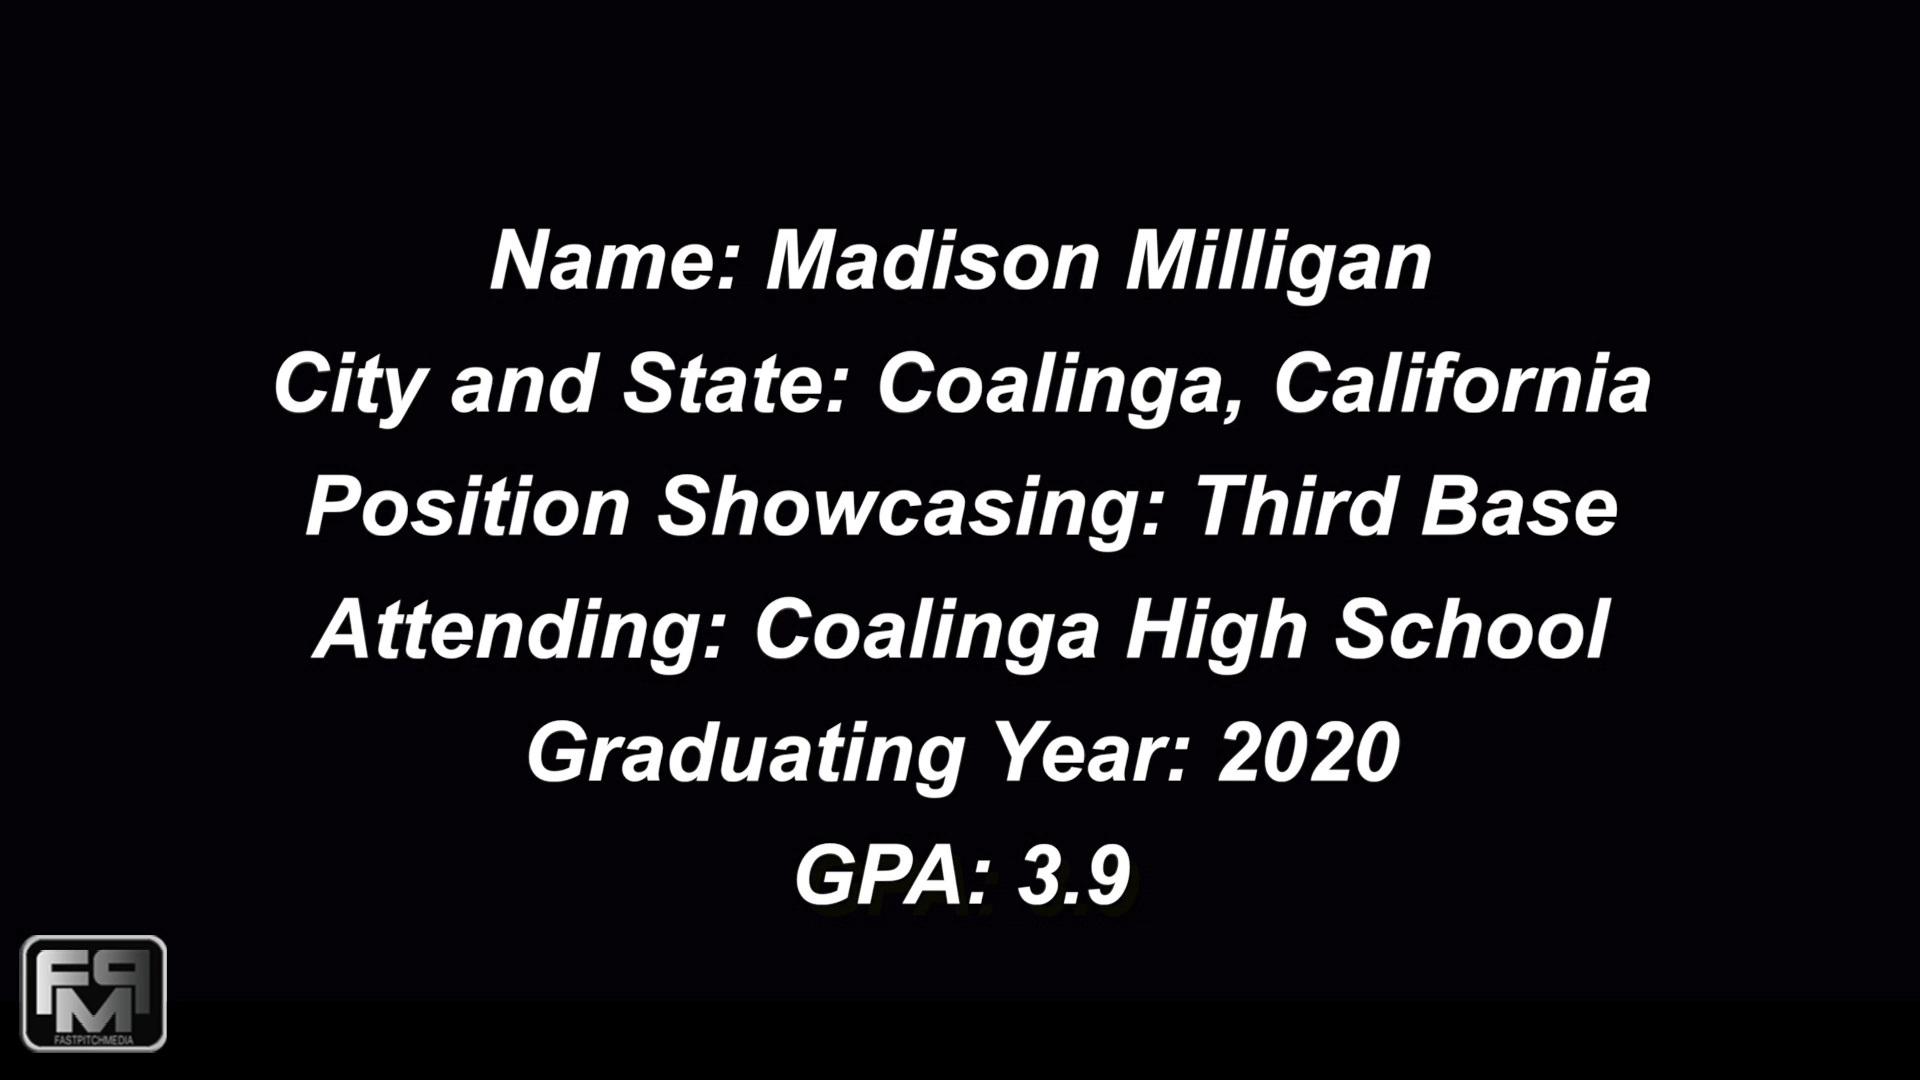 Name: Madison Milligan
City and State: Coalinga, California
Position Showcasing: Third Base
Attending: Coalinga High School
Graduating Year: 2020
GPA: 3.9
FPM
FASTPITCHMEDIA